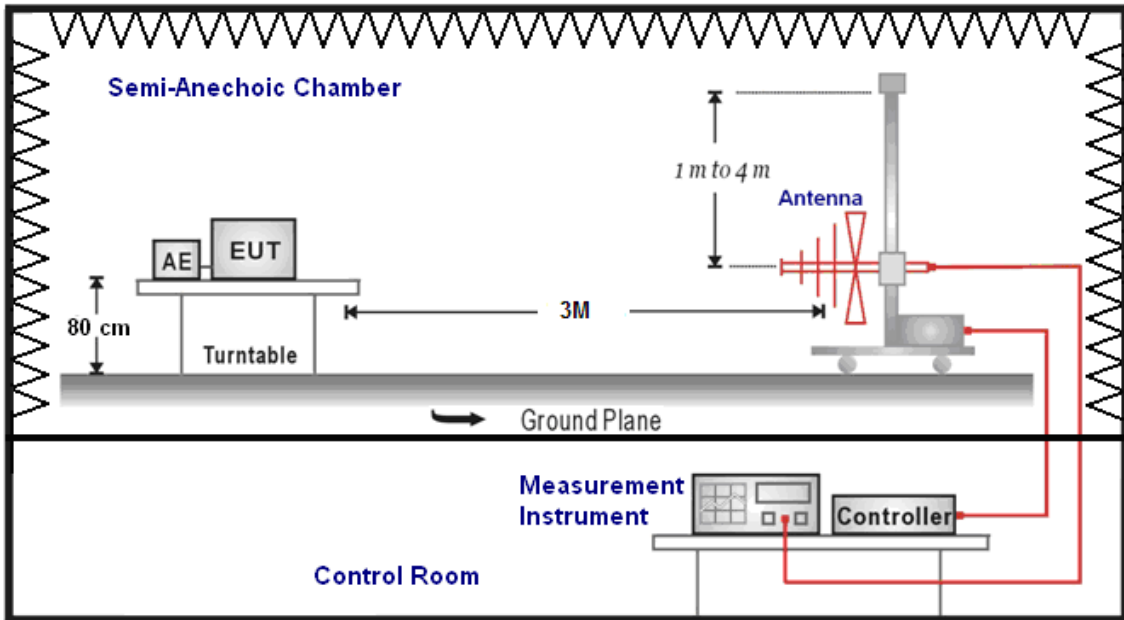 Semi-Anechoic Chamber
1 m to 4 m
Antenna
AE
EUT
3M
80 cm
Turntable
Ground Plane
Measurement
Instrument
Controller
Control Room